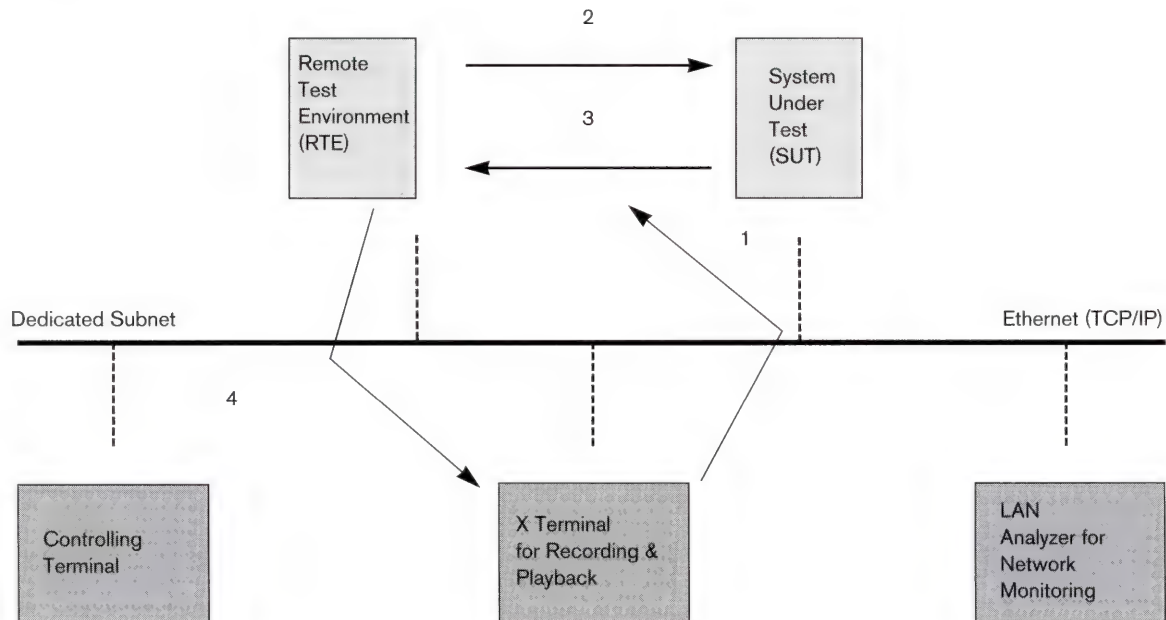 2
Remote
Test
Environment
(RTE)
System
Under
Test
(SUT)
3
1
Dedicated Subnet
Ethernet (TCP/IP)
4
Controlling
Terminal
X Terminal
for Recording &
Playback
LAN
Analyzer for
Network
Monitoring